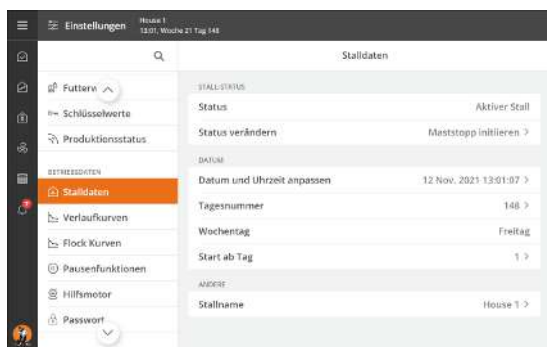 Einstellungen
House 1
13:01, Woche 21 Tag 148
Stalldaten
Futterv
Schlüsselwerte
Produktionsstatus
BETRIEBSDATEN
Stalldaten
Verlaufkurven
Flock Kurven
Pausenfunktionen
Hilfsmotor
Passwort
STALL-STATUS
Status Aktiver Stall
Status verändern Maststopp initiieren >
DATUM
Datum und Uhrzeit anpassen 12 Nov. 2021 13:01:07 >
Tagesnummer 148 >
Wochentag Freitag
Start ab Tag 1 >
ANDERE
Stallname House 1 >